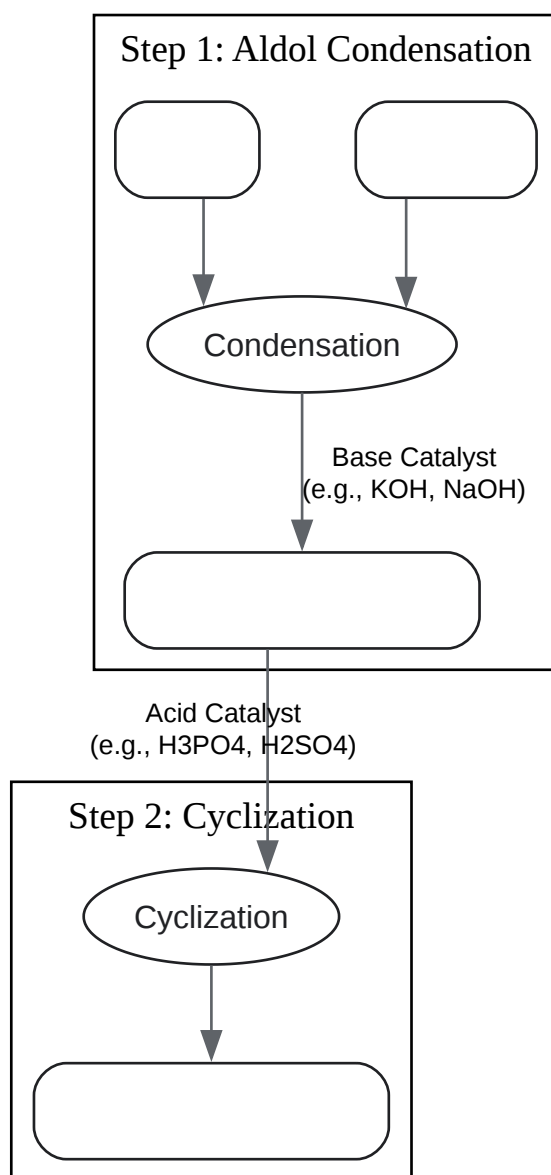 Step 1: Aldol Condensation
Condensation
Base Catalyst
(e.g., KOH, NaOH)
Acid Catalyst
(e.g., H3PO4, H2SO4)
Step 2: Cyclization
Cyclization